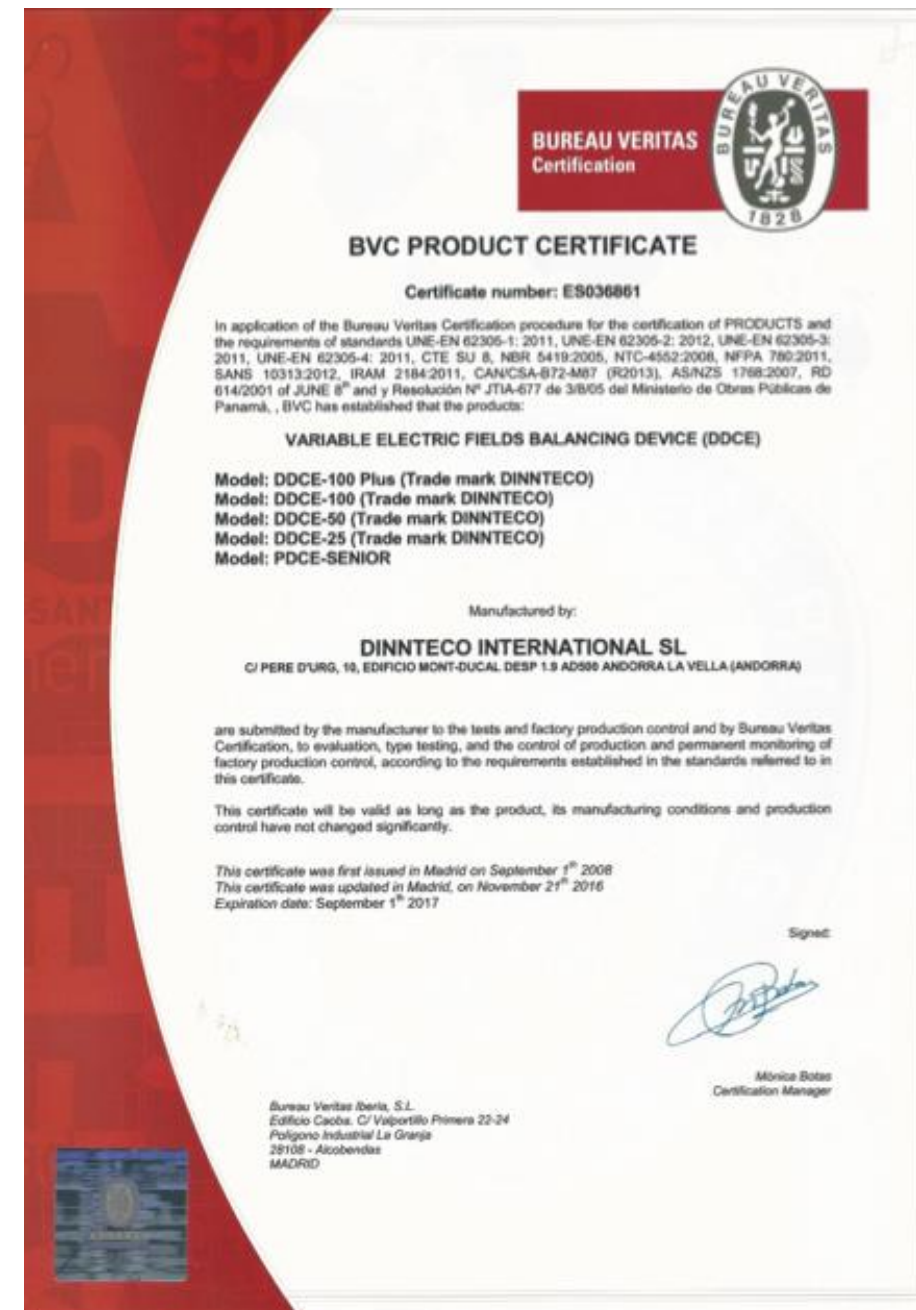 BUREAU VERITAS
Certification
BUREAU VERITAS
1828
BVC PRODUCT CERTIFICATE
Certificate number: ES036861
In application of the Bureau Veritas Certification procedure for the certification of PRODUCTS and
the requirements of standards UNE-EN 62305-1: 2011, UNE-EN 62305-2: 2012, UNE-EN 62305-3:
2011, UNE-EN 62305-4: 2011, CTE SU 8, NBR 5419:2005, NTC-4552:2008, NFPA 780:2011,
SANS 10313:2012, IRAM 2184:2011, CAN/CSA-B72-M87 (R2013), AS/NZS 1768:2007, RD
614/2001 of JUNE 8th and y Resolución Nº JTIA-677 de 3/8/05 del Ministerio de Obras Públicas de
Panamá, , BVC has established that the products:
VARIABLE ELECTRIC FIELDS BALANCING DEVICE (DDCE)
Model: DDCE-100 Plus (Trade mark DINNTECO)
Model: DDCE-100 (Trade mark DINNTECO)
Model: DDCE-50 (Trade mark DINNTECO)
Model: DDCE-25 (Trade mark DINNTECO)
Model: PDCE-SENIOR
Manufactured by:
DINNTECO INTERNATIONAL SL
C/ PERE D'URG, 10, EDIFICIO MONT-DUCAL DESP 1.9 AD500 ANDORRA LA VELLA (ANDORRA)
are submitted by the manufacturer to the tests and factory production control and by Bureau Veritas
Certification, to evaluation, type testing, and the control of production and permanent monitoring of
factory production control, according to the requirements established in the standards referred to in
this certificate.
This certificate will be valid as long as the product, its manufacturing conditions and production
control have not changed significantly.
This certificate was first issued in Madrid on September 1th 2008
This certificate was updated in Madrid, on November 21th 2016
Expiration date: September 1th 2017
Signed:
Mónica Botas
Certification Manager
Bureau Veritas Iberia, S.L.
Edificio Caoba. C/ Valportillo Primera 22-24
Polígono Industrial La Granja
28108 - Alcobendas
MADRID